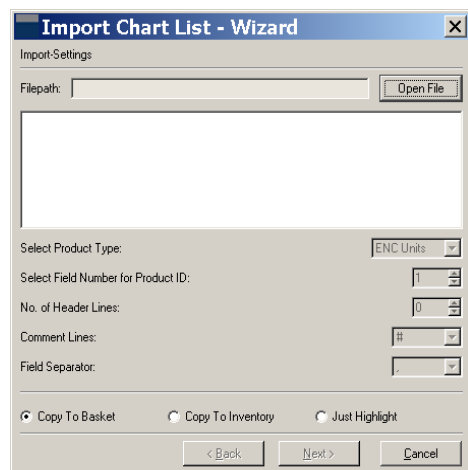 Import Chart List - Wizard
Import-Settings
Filepath: Open File
Select Product Type: ENC Units
Select Field Number for Product ID: 1
No. of Header Lines: 0
Comment Lines: #
Field Separator: ,
Copy To Basket Copy To Inventory Just Highlight
< Back Next > Cancel